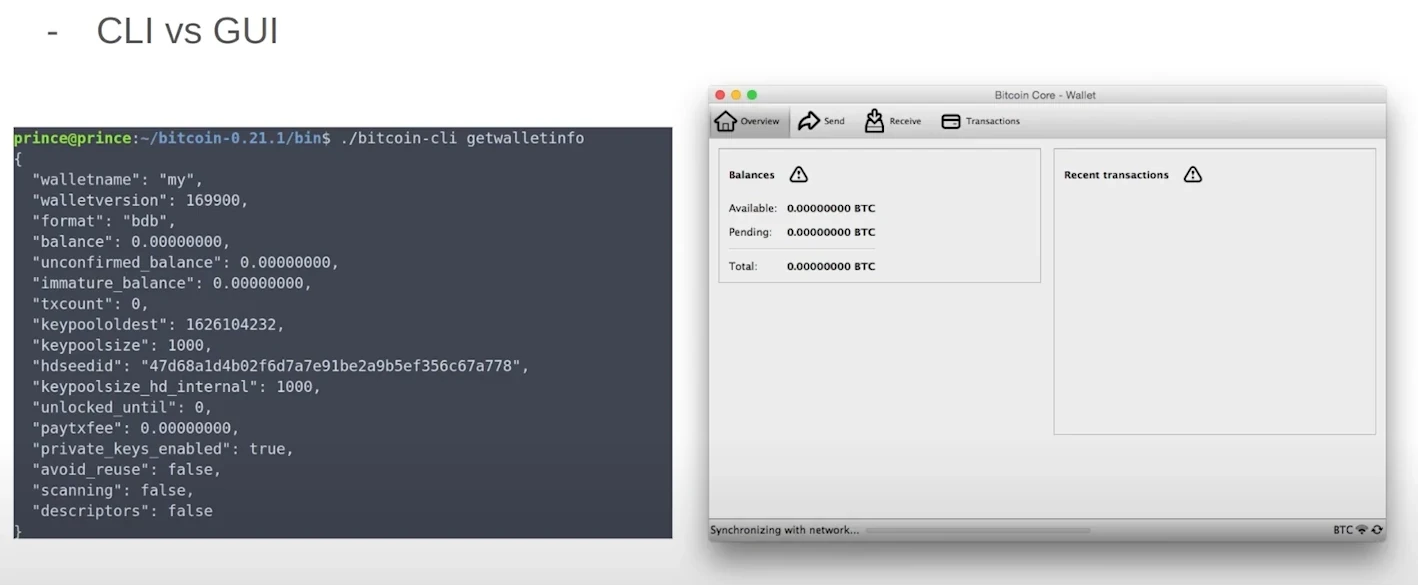 - CLI vs GUI
prince@prince:~/bitcoin-0.21.1/bin$ ./bitcoin-cli getwalletinfo
{
  "walletname": "my",
  "walletversion": 169900,
  "format": "bdb",
  "balance": 0.00000000,
  "unconfirmed_balance": 0.00000000,
  "immature_balance": 0.00000000,
  "txcount": 0,
  "keypoololdest": 1626104232,
  "keypoolsize": 1000,
  "hdseedid": "47d68a1d4b02f6d7a7e91be2a9b5ef356c67a778",
  "keypoolsize_hd_internal": 1000,
  "unlocked_until": 0,
  "paytxfee": 0.00000000,
  "private_keys_enabled": true,
  "avoid_reuse": false,
  "scanning": false,
  "descriptors": false
}
Bitcoin Core - Wallet
Overview Send Receive Transactions
Balances
Available: 0.00000000 BTC
Pending: 0.00000000 BTC
Total: 0.00000000 BTC
Recent transactions
Synchronizing with network...
BTC